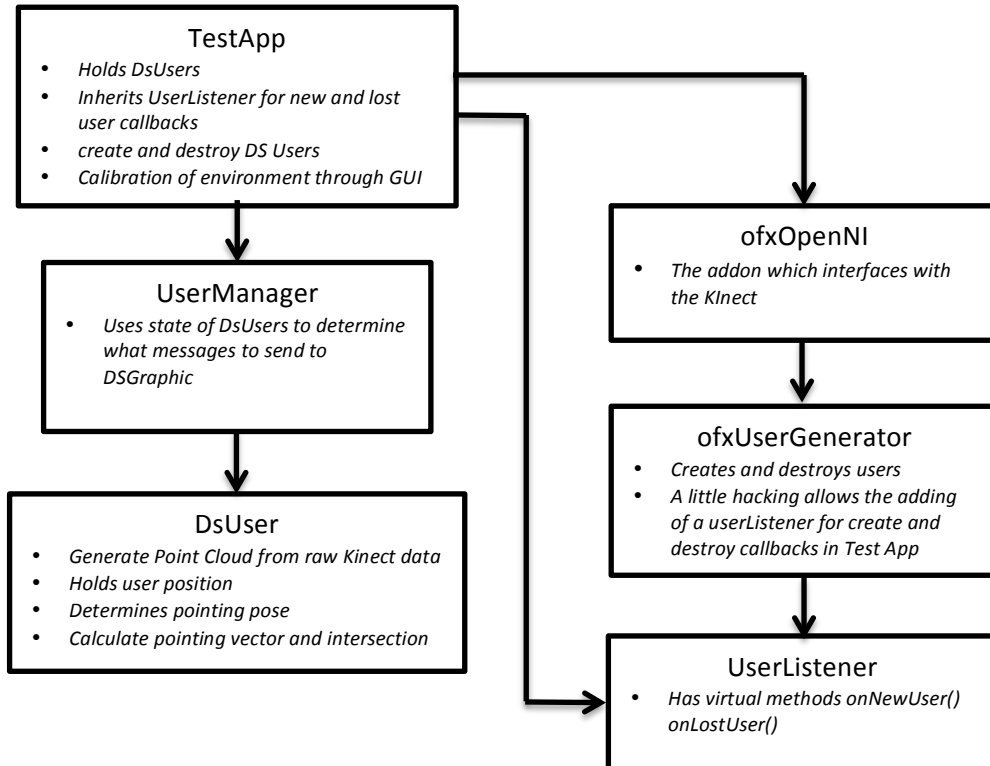 TestApp
• Holds DsUsers
• Inherits UserListener for new and lost
user callbacks
• create and destroy DS Users
• Calibration of environment through GUI
UserManager
• Uses state of DsUsers to determine
what messages to send to
DSGraphic
DsUser
• Generate Point Cloud from raw Kinect data
• Holds user position
• Determines pointing pose
• Calculate pointing vector and intersection
ofxOpenNI
• The addon which interfaces with
the KInect
ofxUserGenerator
• Creates and destroys users
• A little hacking allows the adding
of a userListener for create and
destroy callbacks in Test App
UserListener
• Has virtual methods onNewUser()
onLostUser()